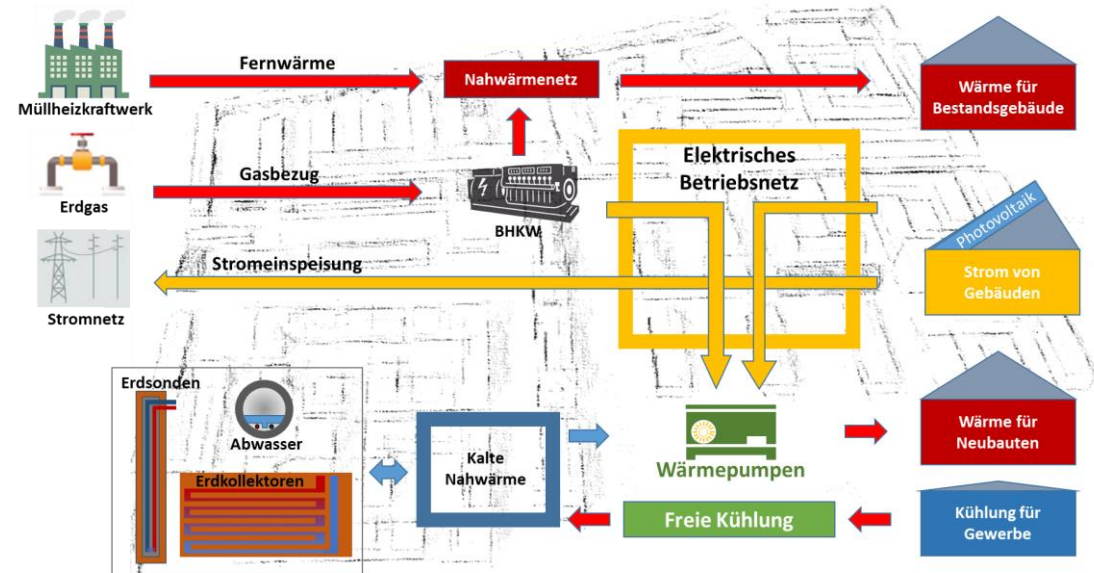 Müllheizkraftwerk
Fernwärme
Nahwärmenetz
Wärme für
Bestandsgebäude
Erdgas
Gasbezug
BHKW
Elektrisches
Betriebsnetz
Photovoltaik
Strom von
Gebäuden
Stromeinspeisung
Stromnetz
Erdsonden
Abwasser
Erdkollektoren
Kalte
Nahwärme
Wärmepumpen
Wärme für
Neubauten
Freie Kühlung
Kühlung für
Gewerbe